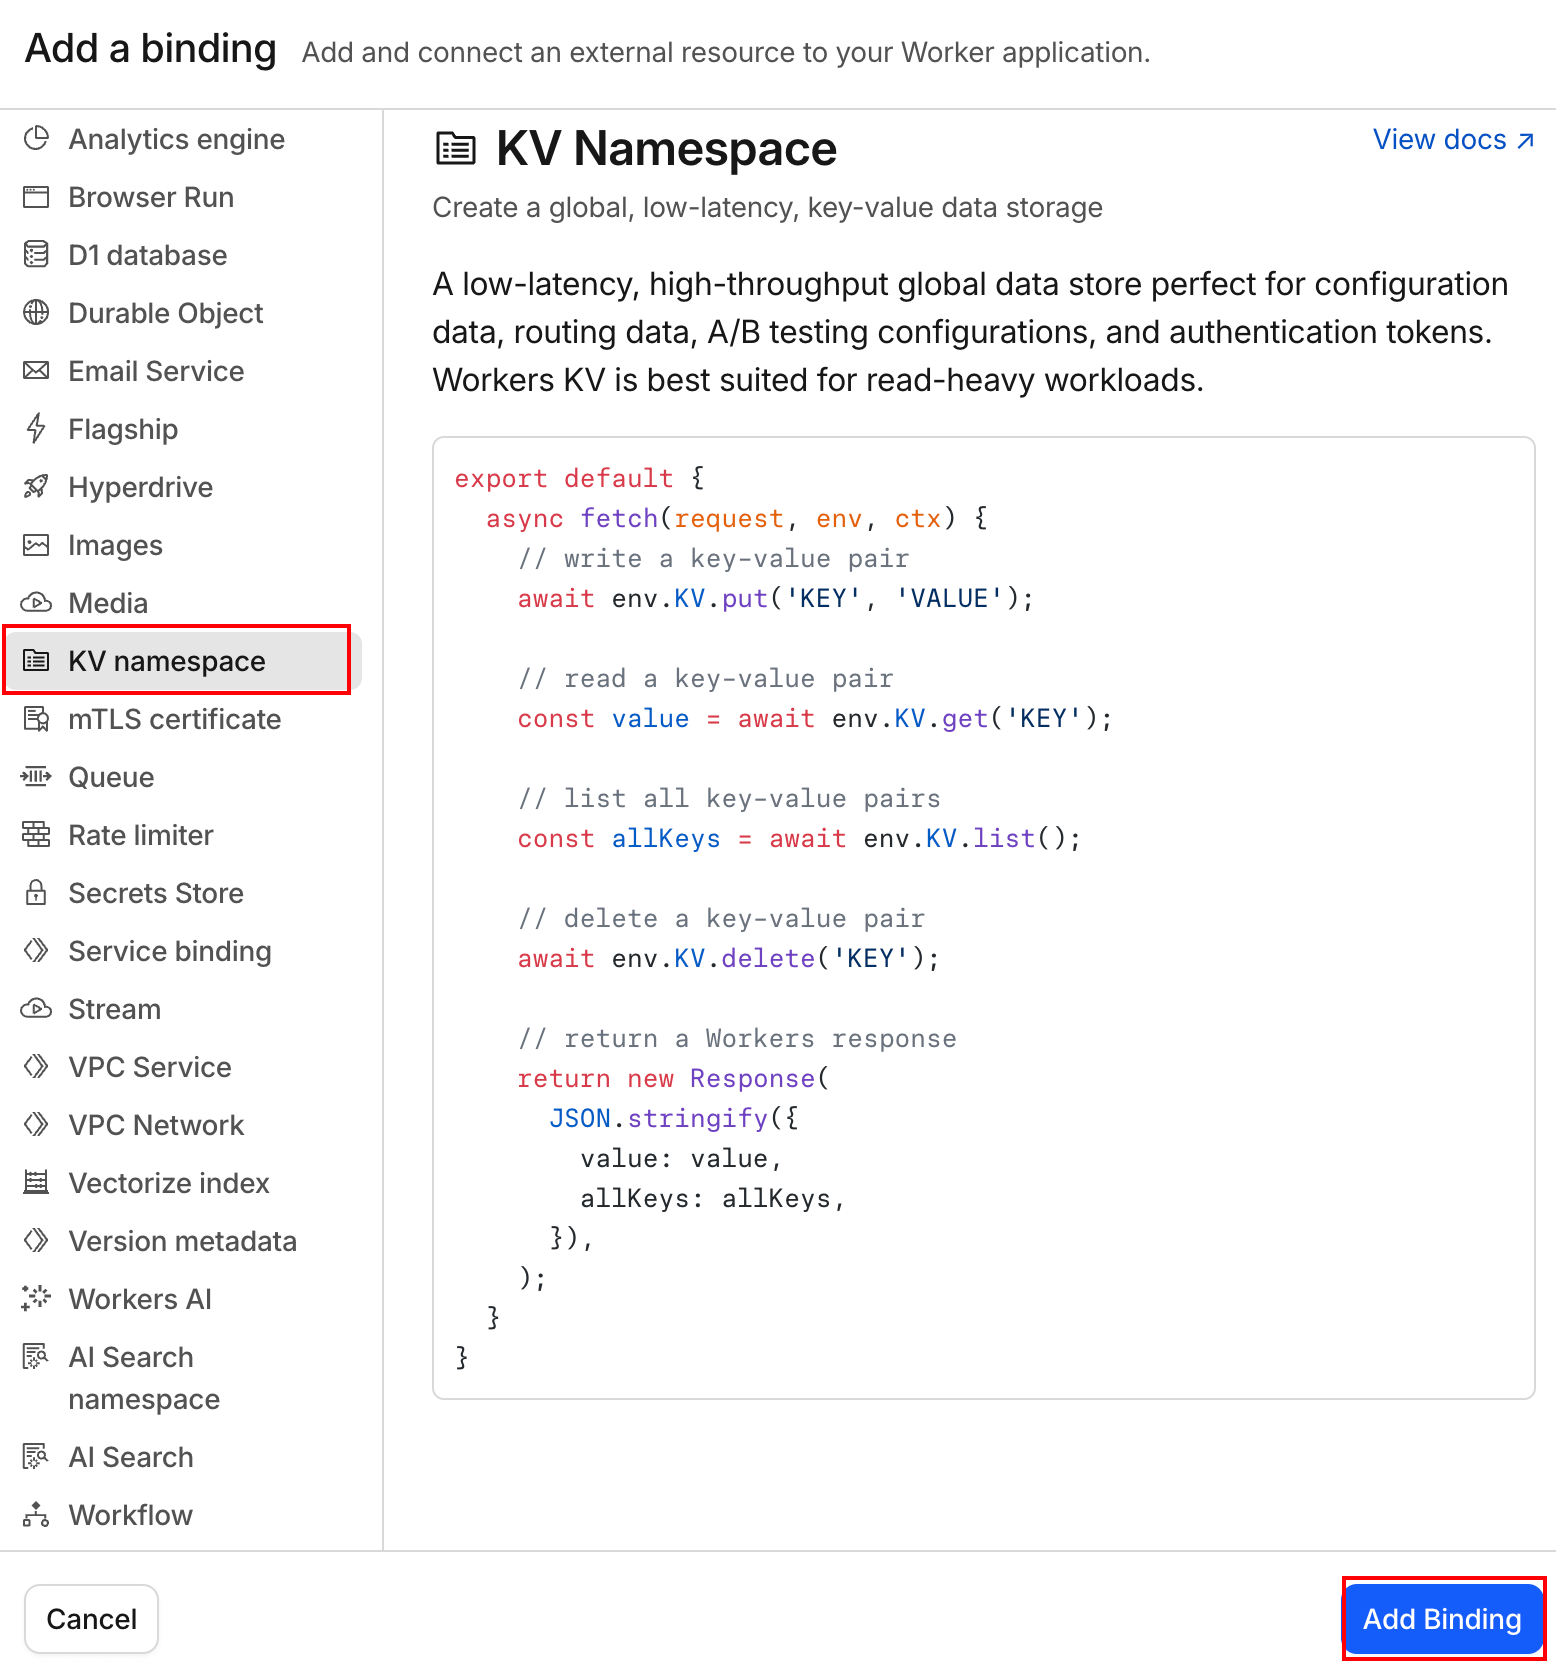 Add a binding
Add and connect an external resource to your Worker application.
Analytics engine
Browser Run
D1 database
Durable Object
Email Service
Flagship
Hyperdrive
Images
Media
KV namespace
mTLS certificate
Queue
Rate limiter
Secrets Store
Service binding
Stream
VPC Service
VPC Network
Vectorize index
Version metadata
Workers AI
AI Search
namespace
AI Search
Workflow
KV Namespace
View docs ↗
Create a global, low-latency, key-value data storage
A low-latency, high-throughput global data store perfect for configuration
data, routing data, A/B testing configurations, and authentication tokens.
Workers KV is best suited for read-heavy workloads.
export default {
  async fetch(request, env, ctx) {
    // write a key-value pair
    await env.KV.put('KEY', 'VALUE');

    // read a key-value pair
    const value = await env.KV.get('KEY');

    // list all key-value pairs
    const allKeys = await env.KV.list();

    // delete a key-value pair
    await env.KV.delete('KEY');

    // return a Workers response
    return new Response(
      JSON.stringify({
        value: value,
        allKeys: allKeys,
      }),
    );
  }
}
Cancel
Add Binding